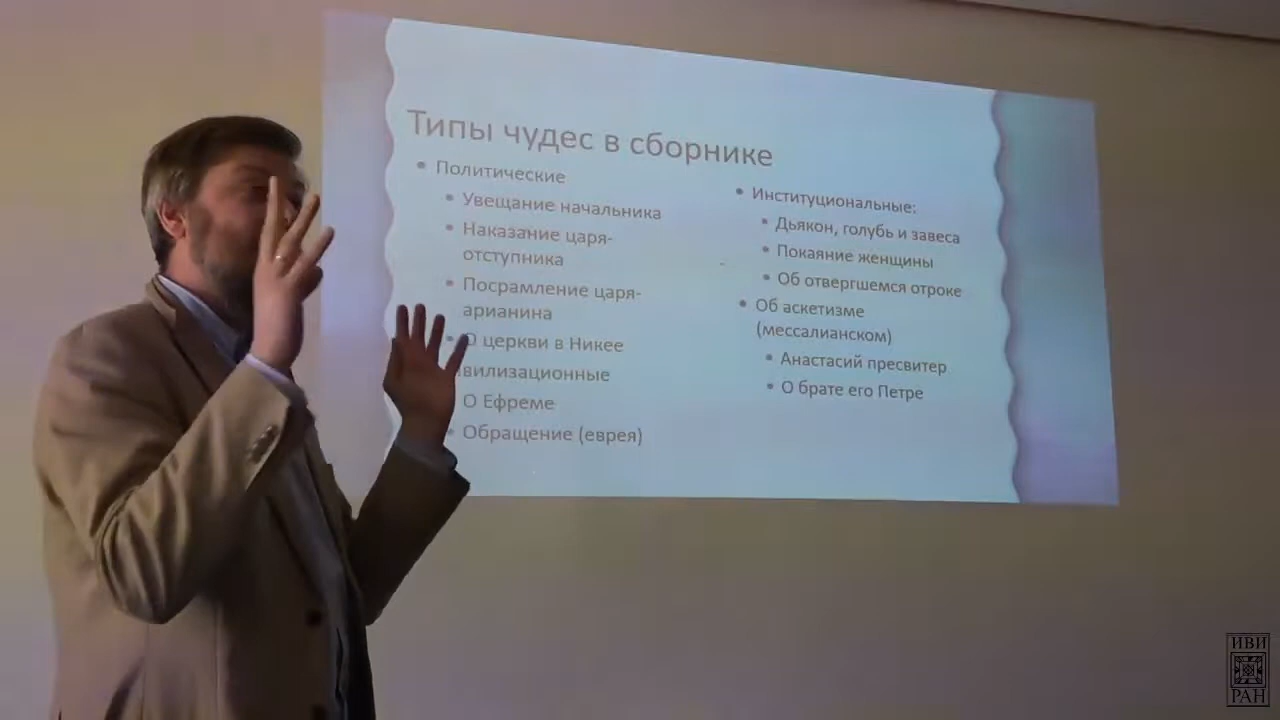 Типы чудес в сборнике
Политические
Увещание начальника
Наказание царя-
отступника
Посрамление царя-
арианина
О церкви в Никее
ивилизационные
О Ефреме
Обращение (еврея)
Институциональные:
Дьякон, голубь и завеса
Покаяние женщины
Об отвергшемся отроке
Об аскетизме
(мессалианском)
Анастасий пресвитер
О брате его Петре
ИВИ
РАН